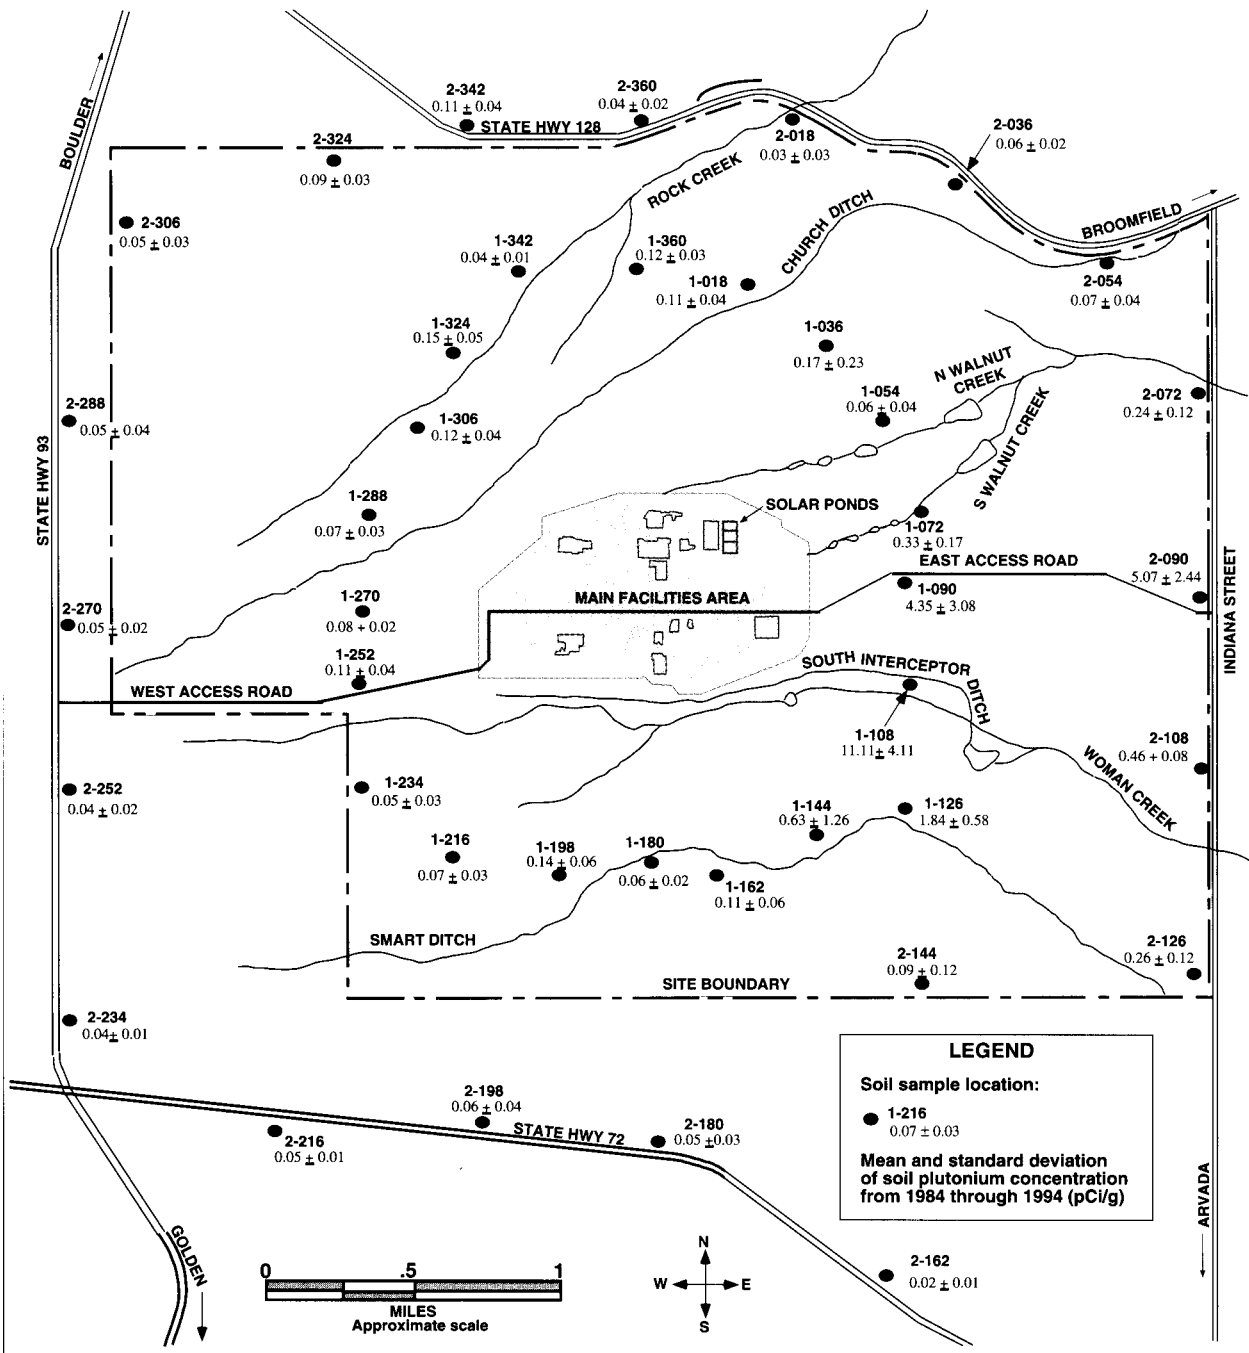 2-342
0.11 ± 0.04
2-360
0.04 ± 0.02
STATE HWY 128
BOULDER
2-324
0.09 ± 0.03
2-018
0.03 ± 0.03
2-036
0.06 ± 0.02
ROCK CREEK
2-306
0.05 ± 0.03
CHURCH DITCH
BROOMFIELD
1-342
0.04 ± 0.01
1-360
0.12 ± 0.03
1-018
0.11 ± 0.04
2-054
0.07 ± 0.04
1-324
0.15 ± 0.05
1-036
0.17 ± 0.23
N WALNUT
CREEK
1-054
0.06 ± 0.04
2-072
0.24 ± 0.12
2-288
0.05 ± 0.04
1-306
0.12 ± 0.04
STATE HWY 93
S WALNUT CREEK
1-288
0.07 ± 0.03
SOLAR PONDS
1-072
0.33 ± 0.17
EAST ACCESS ROAD
2-090
5.07 ± 2.44
1-090
4.35 ± 3.08
INDIANA STREET
2-270
0.05 ± 0.02
1-270
0.08 + 0.02
MAIN FACILITIES AREA
1-252
0.11 ± 0.04
WEST ACCESS ROAD
SOUTH INTERCEPTOR
DITCH
1-108
11.11 ± 4.11
2-108
0.46 + 0.08
WOMAN CREEK
2-252
0.04 ± 0.02
1-234
0.05 ± 0.03
1-144
0.63 ± 1.26
1-126
1.84 ± 0.58
1-216
0.07 ± 0.03
1-198
0.14 ± 0.06
1-180
0.06 ± 0.02
1-162
0.11 ± 0.06
SMART DITCH
2-144
0.09 ± 0.12
2-126
0.26 ± 0.12
SITE BOUNDARY
2-234
0.04 ± 0.01
LEGEND
Soil sample location:
1-216
0.07 ± 0.03
Mean and standard deviation
of soil plutonium concentration
from 1984 through 1994 (pCi/g)
2-198
0.06 ± 0.04
2-216
0.05 ± 0.01
STATE HWY 72
2-180
0.05 ± 0.03
ARVADA
GOLDEN
2-162
0.02 ± 0.01
0 .5 1
MILES
Approximate scale
N
W E
S